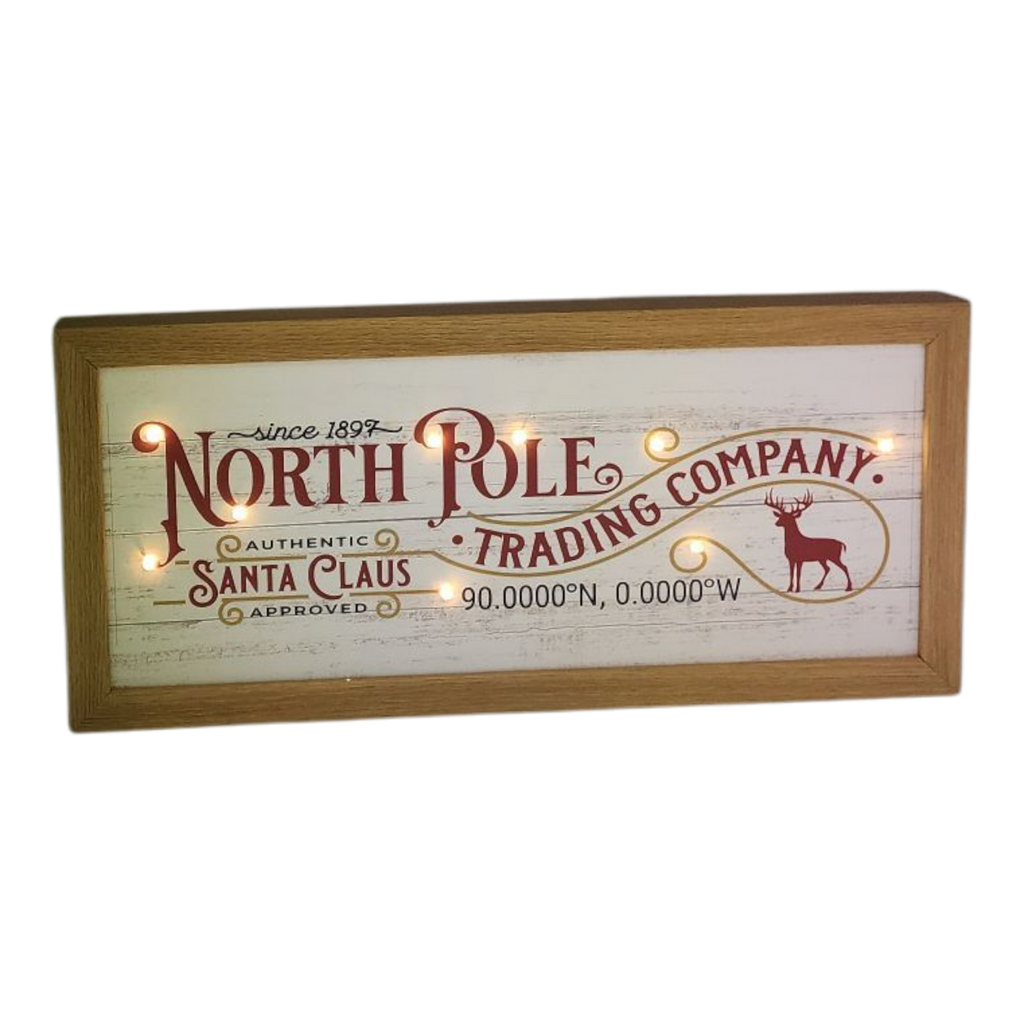 since 1897
NORTH POLE
• TRADING COMPANY •
AUTHENTIC
SANTA CLAUS
APPROVED
90.0000°N, 0.0000°W